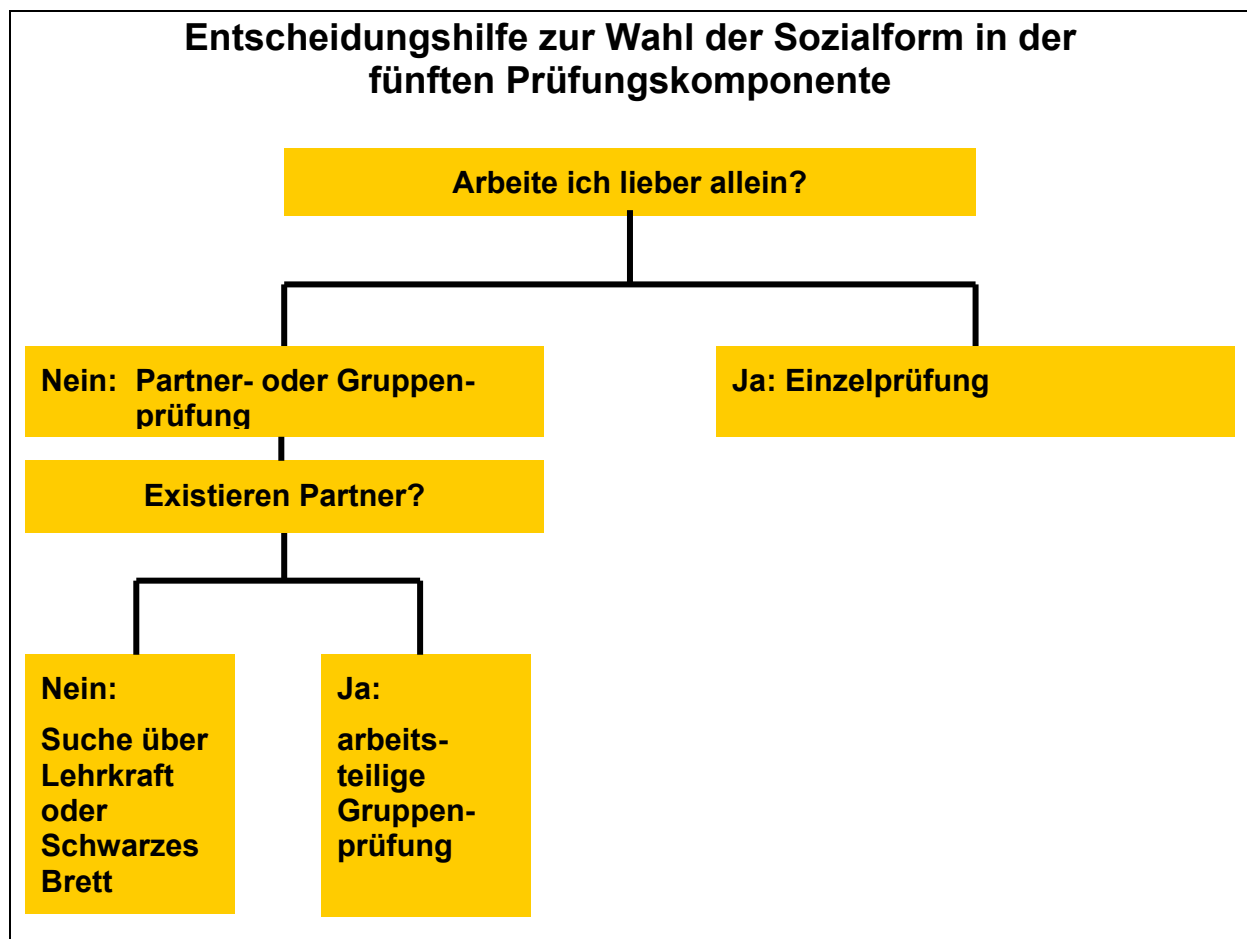 Entscheidungshilfe zur Wahl der Sozialform in der
fünften Prüfungskomponente
Arbeite ich lieber allein?
Nein: Partner- oder Gruppen-
prüfung
Ja: Einzelprüfung
Existieren Partner?
Nein:
Suche über
Lehrkraft
oder
Schwarzes
Brett
Ja:
arbeits-
teilige
Gruppen-
prüfung